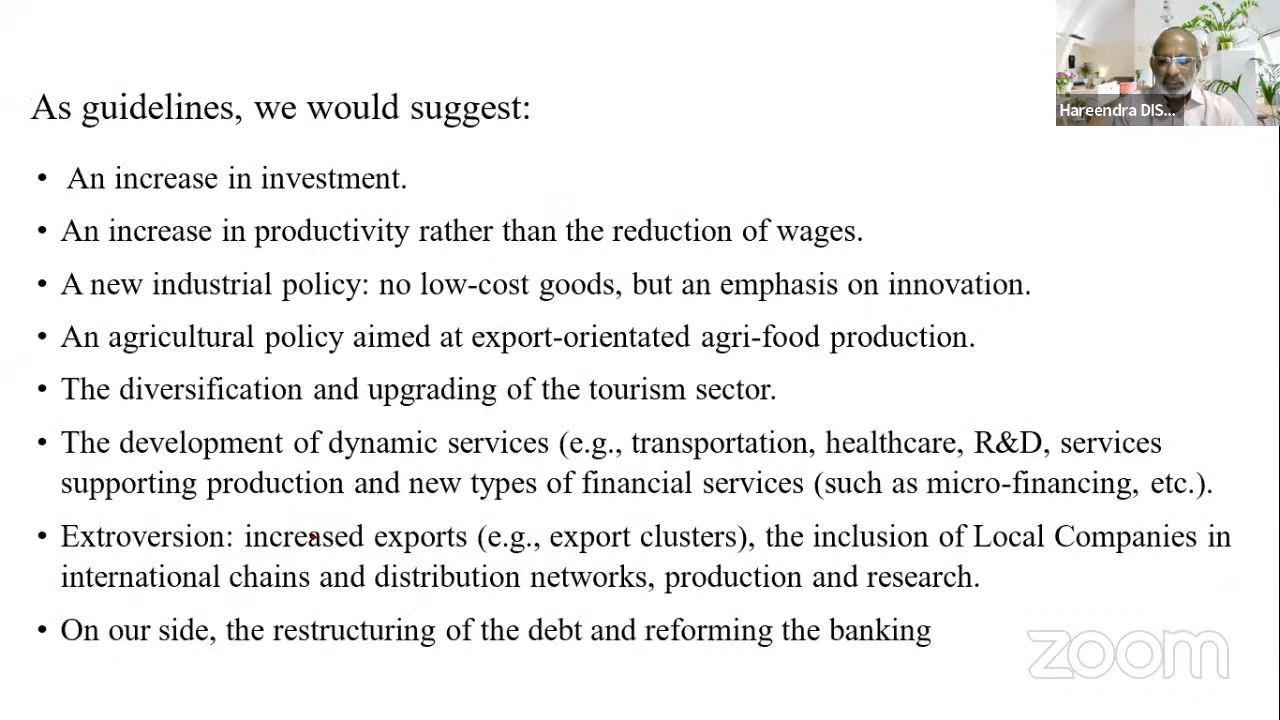 Hareendra DIS...
As guidelines, we would suggest:
• An increase in investment.
• An increase in productivity rather than the reduction of wages.
• A new industrial policy: no low-cost goods, but an emphasis on innovation.
• An agricultural policy aimed at export-orientated agri-food production.
• The diversification and upgrading of the tourism sector.
• The development of dynamic services (e.g., transportation, healthcare, R&D, services
supporting production and new types of financial services (such as micro-financing, etc.).
• Extroversion: increased exports (e.g., export clusters), the inclusion of Local Companies in
international chains and distribution networks, production and research.
• On our side, the restructuring of the debt and reforming the banking
zoom